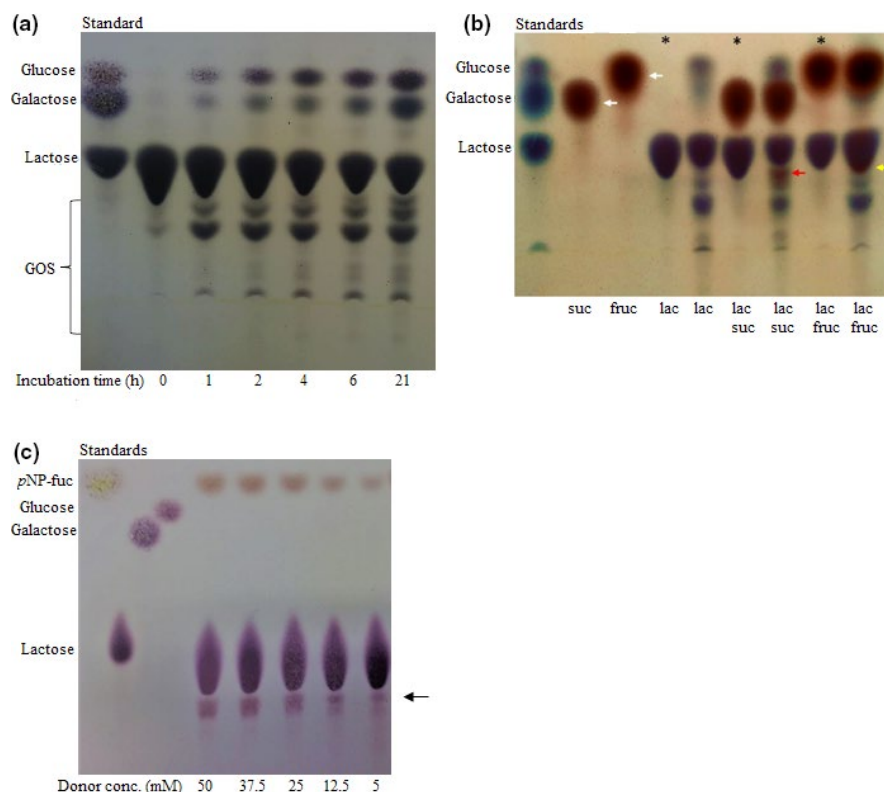 (a)
Standard
Glucose
Galactose
Lactose
GOS
Incubation time (h) 0 1 2 4 6 21
(b)
Standards
* * *
Glucose
Galactose
Lactose
suc fruc lac lac lac lac lac lac
suc suc fruc fruc
(c)
Standards
pNP-fuc
Glucose
Galactose
Lactose
Donor conc. (mM) 50 37.5 25 12.5 5